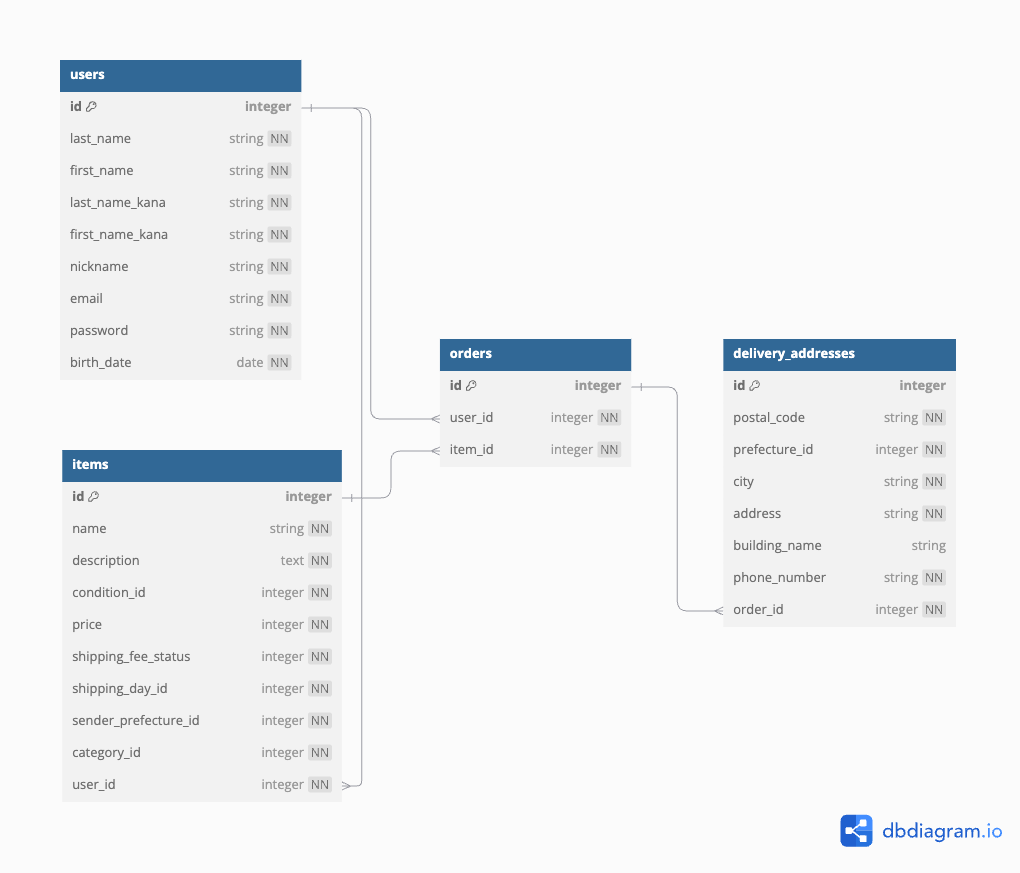 users
id integer
last_name string NN
first_name string NN
last_name_kana string NN
first_name_kana string NN
nickname string NN
email string NN
password string NN
birth_date date NN
items
id integer
name string NN
description text NN
condition_id integer NN
price integer NN
shipping_fee_status integer NN
shipping_day_id integer NN
sender_prefecture_id integer NN
category_id integer NN
user_id integer NN
orders
id integer
user_id integer NN
item_id integer NN
delivery_addresses
id integer
postal_code string NN
prefecture_id integer NN
city string NN
address string NN
building_name string
phone_number string NN
order_id integer NN
dbdiagram.io